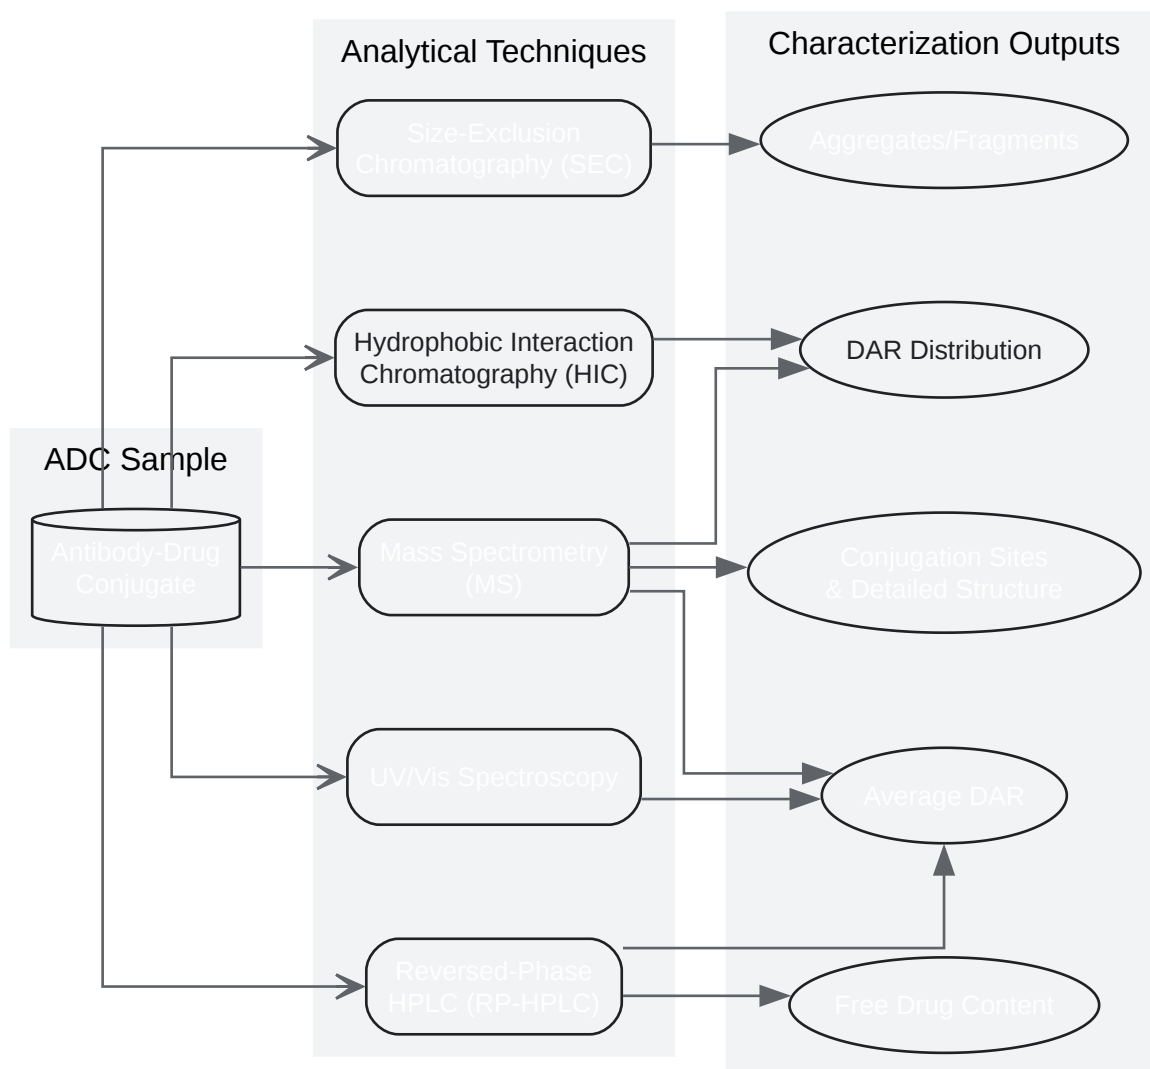 Analytical Techniques
Characterization Outputs
Size-Exclusion
Chromatography (SEC)
Aggregates/Fragments
Hydrophobic Interaction
Chromatography (HIC)
DAR Distribution
ADC Sample
Antibody-Drug
Conjugate
Mass Spectrometry
(MS)
Conjugation Sites
& Detailed Structure
UV/Vis Spectroscopy
Average DAR
Reversed-Phase
HPLC (RP-HPLC)
Free Drug Content